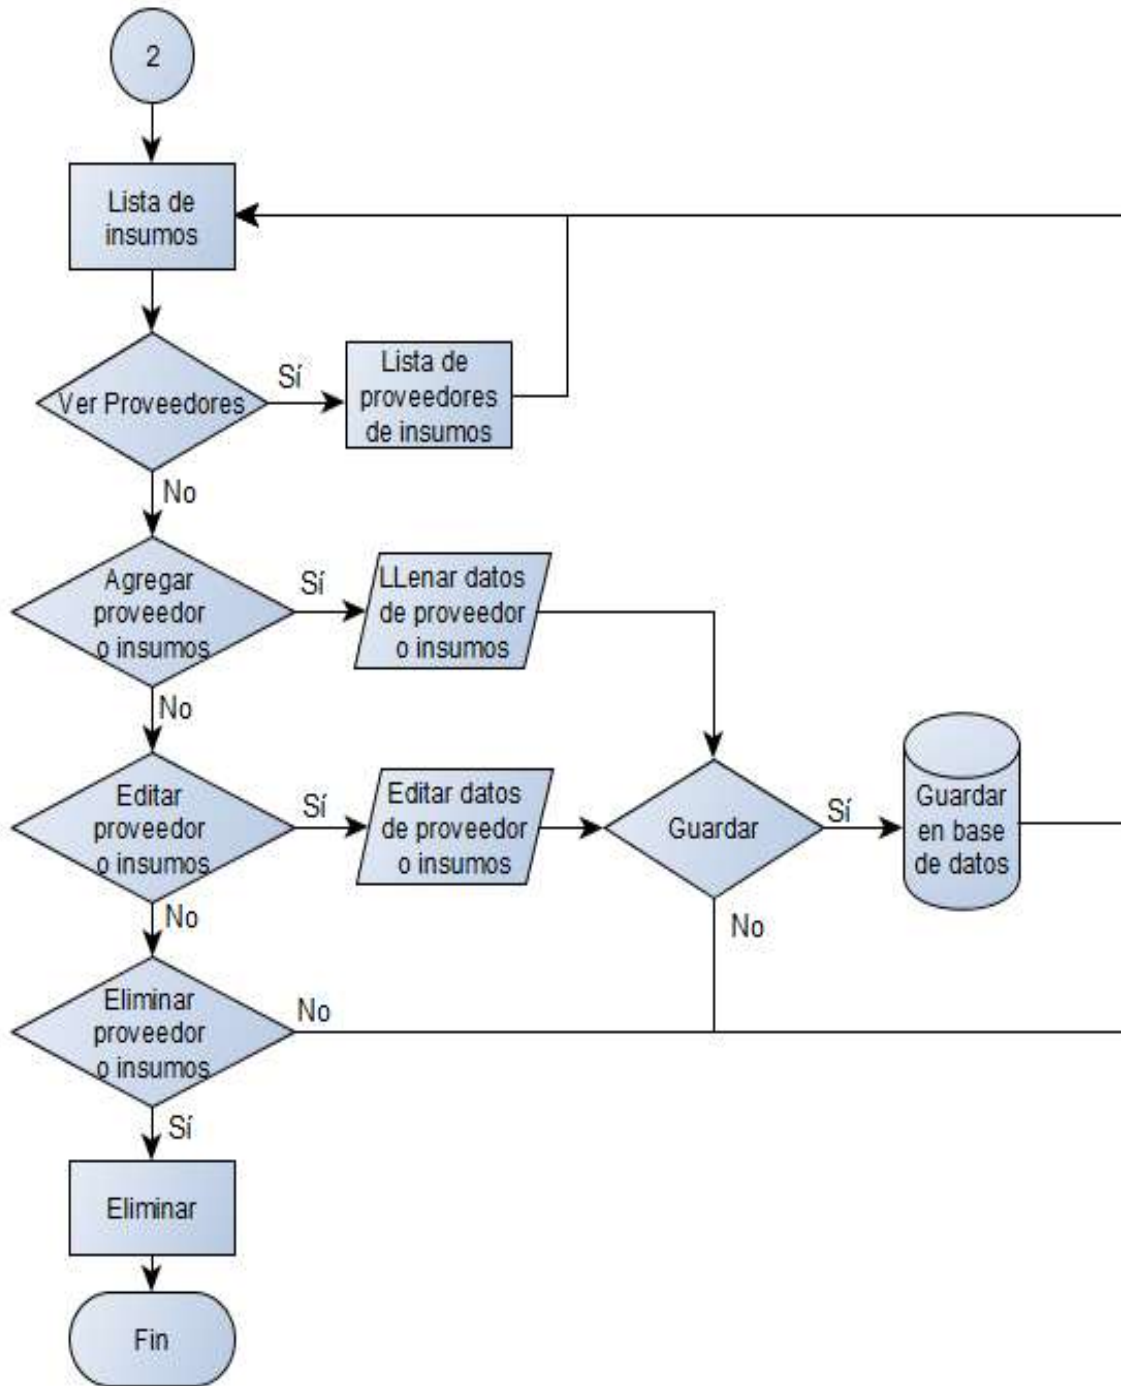 2
Lista de
insumos
Ver Proveedores
Sí
Lista de
proveedores
de insumos
No
Agregar
proveedor
o insumos
Sí
LLenar datos
de proveedor
o insumos
No
Editar
proveedor
o insumos
Sí
Editar datos
de proveedor
o insumos
Guardar
Sí
Guardar
en base
de datos
No
No
Eliminar
proveedor
o insumos
No
Sí
Eliminar
Fin